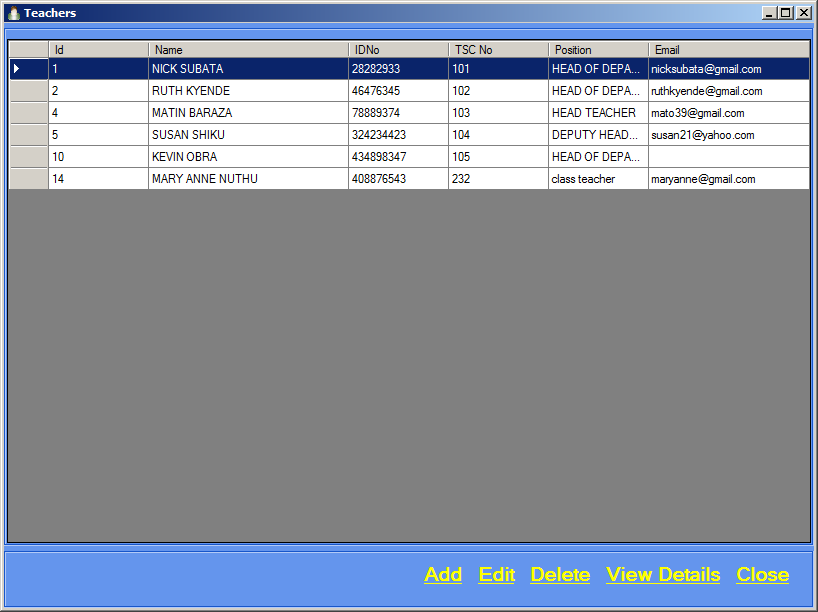 Teachers
Id Name IDNo TSC No Position Email
1 NICK SUBATA 28282933 101 HEAD OF DEPA... nicksubata@gmail.com
2 RUTH KYENDE 46476345 102 HEAD OF DEPA... ruthkyende@gmail.com
4 MATIN BARAZA 78889374 103 HEAD TEACHER mato39@gmail.com
5 SUSAN SHIKU 324234423 104 DEPUTY HEAD... susan21@yahoo.com
10 KEVIN OBRA 434898347 105 HEAD OF DEPA...
14 MARY ANNE NUTHU 408876543 232 class teacher maryanne@gmail.com
Add Edit Delete View Details Close